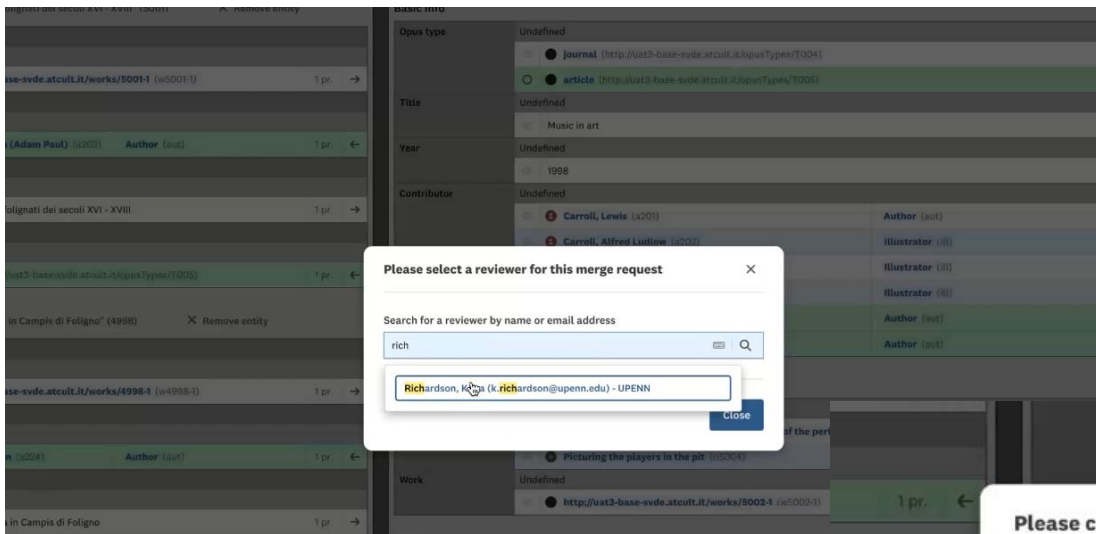 olignati dei secoli XVI - XVIII (5001) Remove entity
ase-svde.atcult.it/works/5001-1 (w5001-1) 1 pr. →
(Adam Paul) (a203) Author (aut) 1 pr. ←
folignati dei secoli XVI - XVIII 1 pr. →
uat3-base-svde.atcult.it/opusTypes/T005) 1 pr. ←
in Campis di Foligno" (4998) Remove entity
ase-svde.atcult.it/works/4998-1 (w4998-1) 1 pr. →
n (a224) Author (aut) 1 pr. ←
in Campis di Foligno 1 pr. →
Basic info
Opus type Undefined
journal (http://uat3-base-svde.atcult.it/opusTypes/T004)
article (http://uat3-base-svde.atcult.it/opusTypes/T005)
Title Undefined
Music in art
Year Undefined
1998
Contributor Undefined
Carroll, Lewis (a201) Author (aut)
Carroll, Alfred Ludlow (a202) Illustrator (ill)
Illustrator (ill)
Illustrator (ill)
Author (aut)
Author (aut)
Please select a reviewer for this merge request
Search for a reviewer by name or email address
rich
Richardson, (k.richardson@upenn.edu) - UPENN
Close
of the peri
Picturing the players in the pit (o5004)
Work Undefined
http://uat3-base-svde.atcult.it/works/5002-1 (w5002-1)
1 pr. ←
Please c